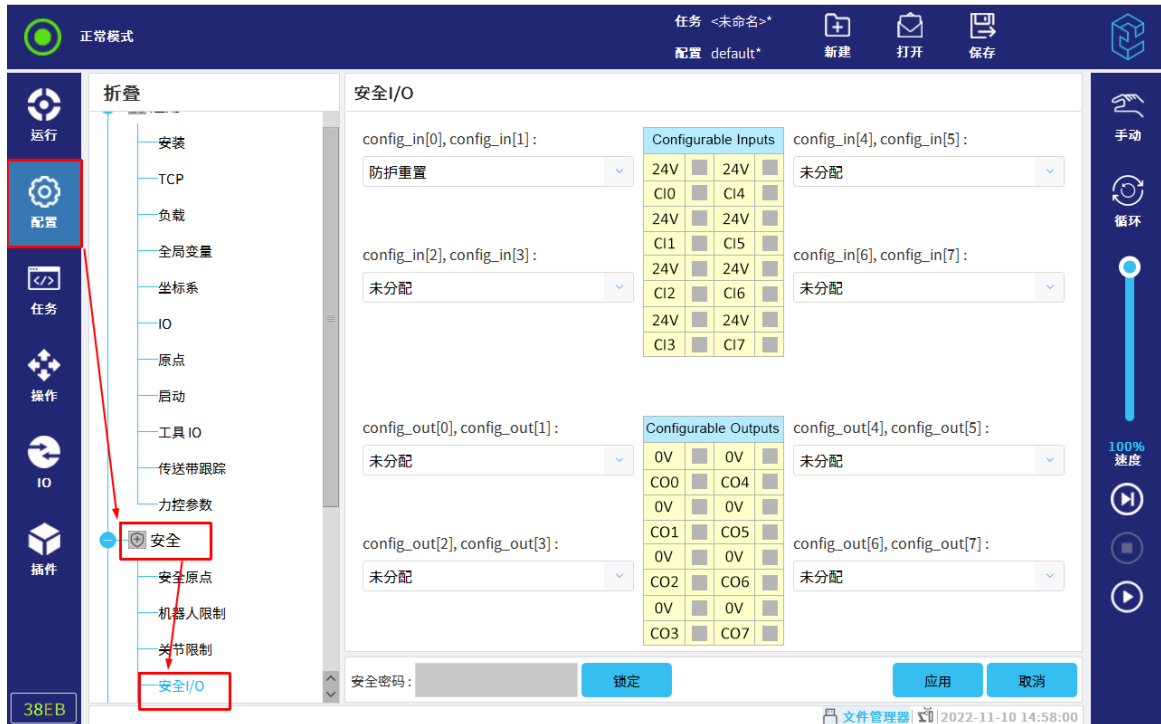 正常模式
任务 <未命名>*
配置 default*
新建
打开
保存
运行
配置
任务
操作
IO
插件
38EB
折叠
安装
TCP
负载
全局变量
坐标系
IO
原点
启动
工具 IO
传送带跟踪
力控参数
安全
安全原点
机器人限制
关节限制
安全I/O
安全I/O
config_in[0], config_in[1] :
防护重置
config_in[2], config_in[3] :
未分配
Configurable Inputs
24V 24V
CI0 CI4
24V 24V
CI1 CI5
24V 24V
CI2 CI6
24V 24V
CI3 CI7
config_in[4], config_in[5] :
未分配
config_in[6], config_in[7] :
未分配
config_out[0], config_out[1] :
未分配
config_out[2], config_out[3] :
未分配
Configurable Outputs
0V 0V
CO0 CO4
0V 0V
CO1 CO5
0V 0V
CO2 CO6
0V 0V
CO3 CO7
config_out[4], config_out[5] :
未分配
config_out[6], config_out[7] :
未分配
安全密码 :
锁定
应用
取消
文件管理器
2022-11-10 14:58:00
手动
循环
100%
速度